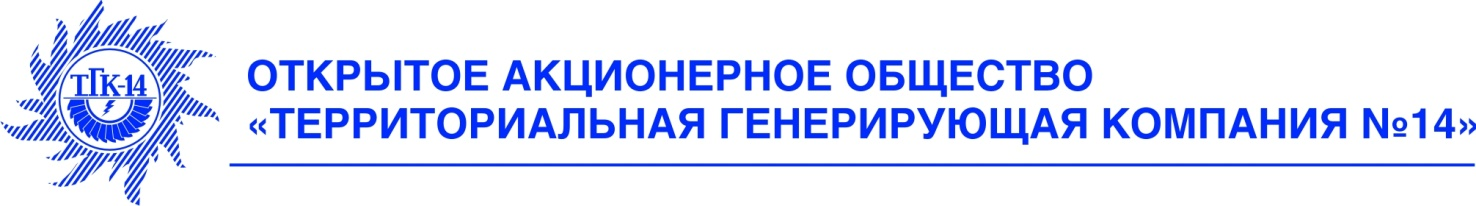 ТГК-14
ОТКРЫТОЕ АКЦИОНЕРНОЕ ОБЩЕСТВО
«ТЕРРИТОРИАЛЬНАЯ ГЕНЕРИРУЮЩАЯ КОМПАНИЯ №14»